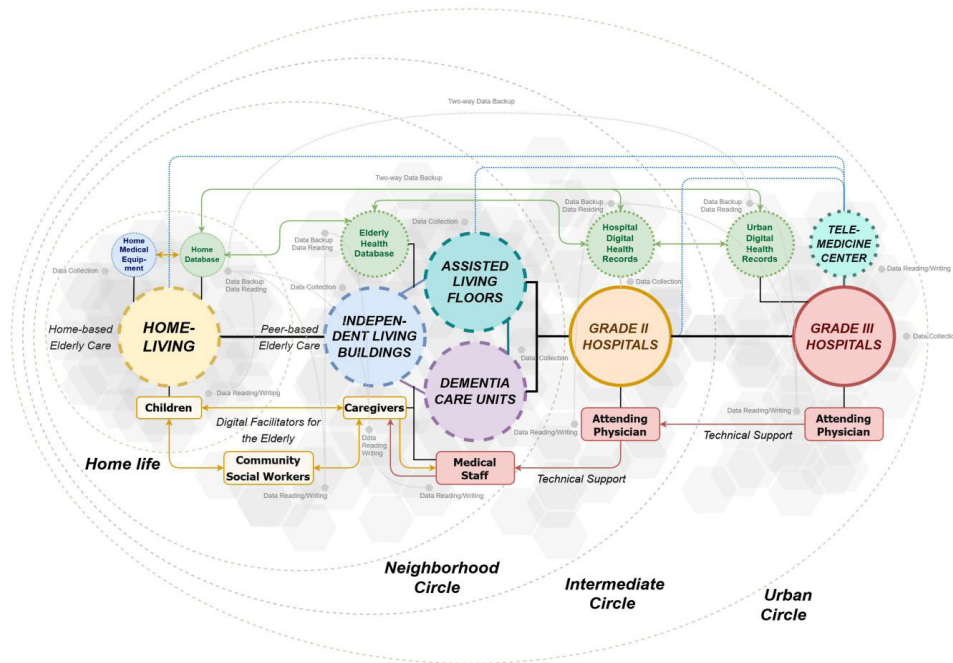 Two-way Data Backup
Two-way Data Backup
Data Backup
Data Reading
Data Backup
Data Reading
Data Collection
Home
Medical
Equip-
ment
Home
Database
Elderly
Health
Database
Data Backup
Data Reading
Hospital
Digital
Health
Records
Urban
Digital
Health
Records
TELE-
MEDICINE
CENTER
Data Collection
Data Backup
Data Reading
Data Collection
ASSISTED
LIVING
FLOORS
Data Collection
Data Reading/Writing
Home-based
Elderly Care
HOME-
LIVING
Peer-based
Elderly Care
INDEPEN-
DENT LIVING
BUILDINGS
GRADE II
HOSPITALS
GRADE III
HOSPITALS
Data Collection
Data Collection
DEMENTIA
CARE UNITS
Data Reading/Writing
Data Reading/Writing
Children
Digital Facilitators for
the Elderly
Caregivers
Attending
Physician
Attending
Physician
Technical Support
Data Reading/Writing
Data
Reading
Writing
Home life
Community
Social Workers
Medical
Staff
Technical Support
Data Reading/Writing
Data Reading/Writing
Neighborhood
Circle
Intermediate
Circle
Urban
Circle